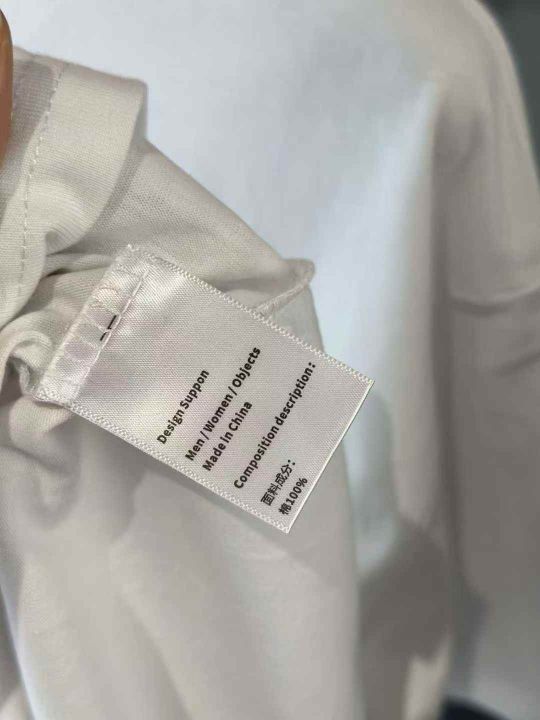 Design Suppon
Men / Women / Objects
Made in China
Composition description :
面料成分：
棉100%